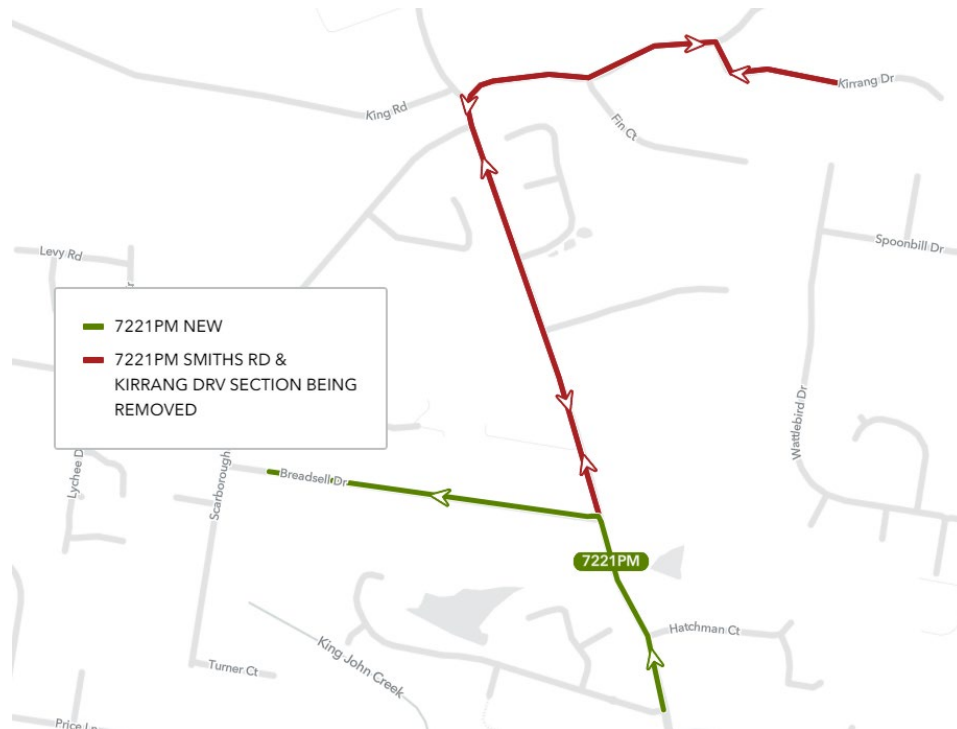 King Rd
Kirrang Dr
Fin Ct
Levy Rd
Spoonbill Dr
7221PM NEW
7221PM SMITHS RD &
KIRRANG DRV SECTION BEING
REMOVED
Wattlebird Dr
Lychee D
Scarborough
Breadsell Dr
7221PM
Hatchman Ct
King John Creek
Turner Ct